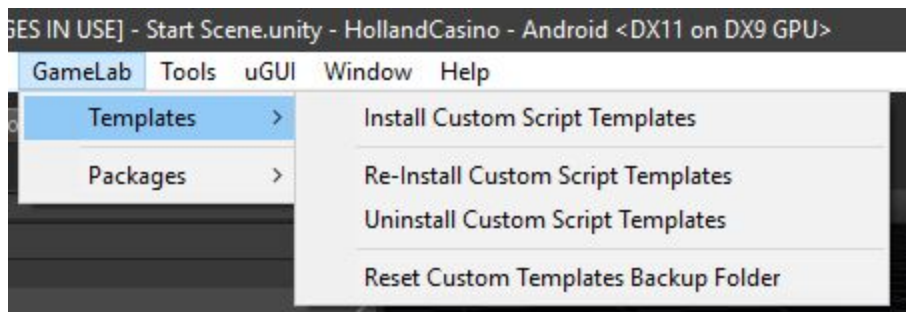 GES IN USE] - Start Scene.unity - HollandCasino - Android <DX11 on DX9 GPU>
GameLab Tools uGUI Window Help
Templates >
Install Custom Script Templates
Packages >
Re-Install Custom Script Templates
Uninstall Custom Script Templates
Reset Custom Templates Backup Folder